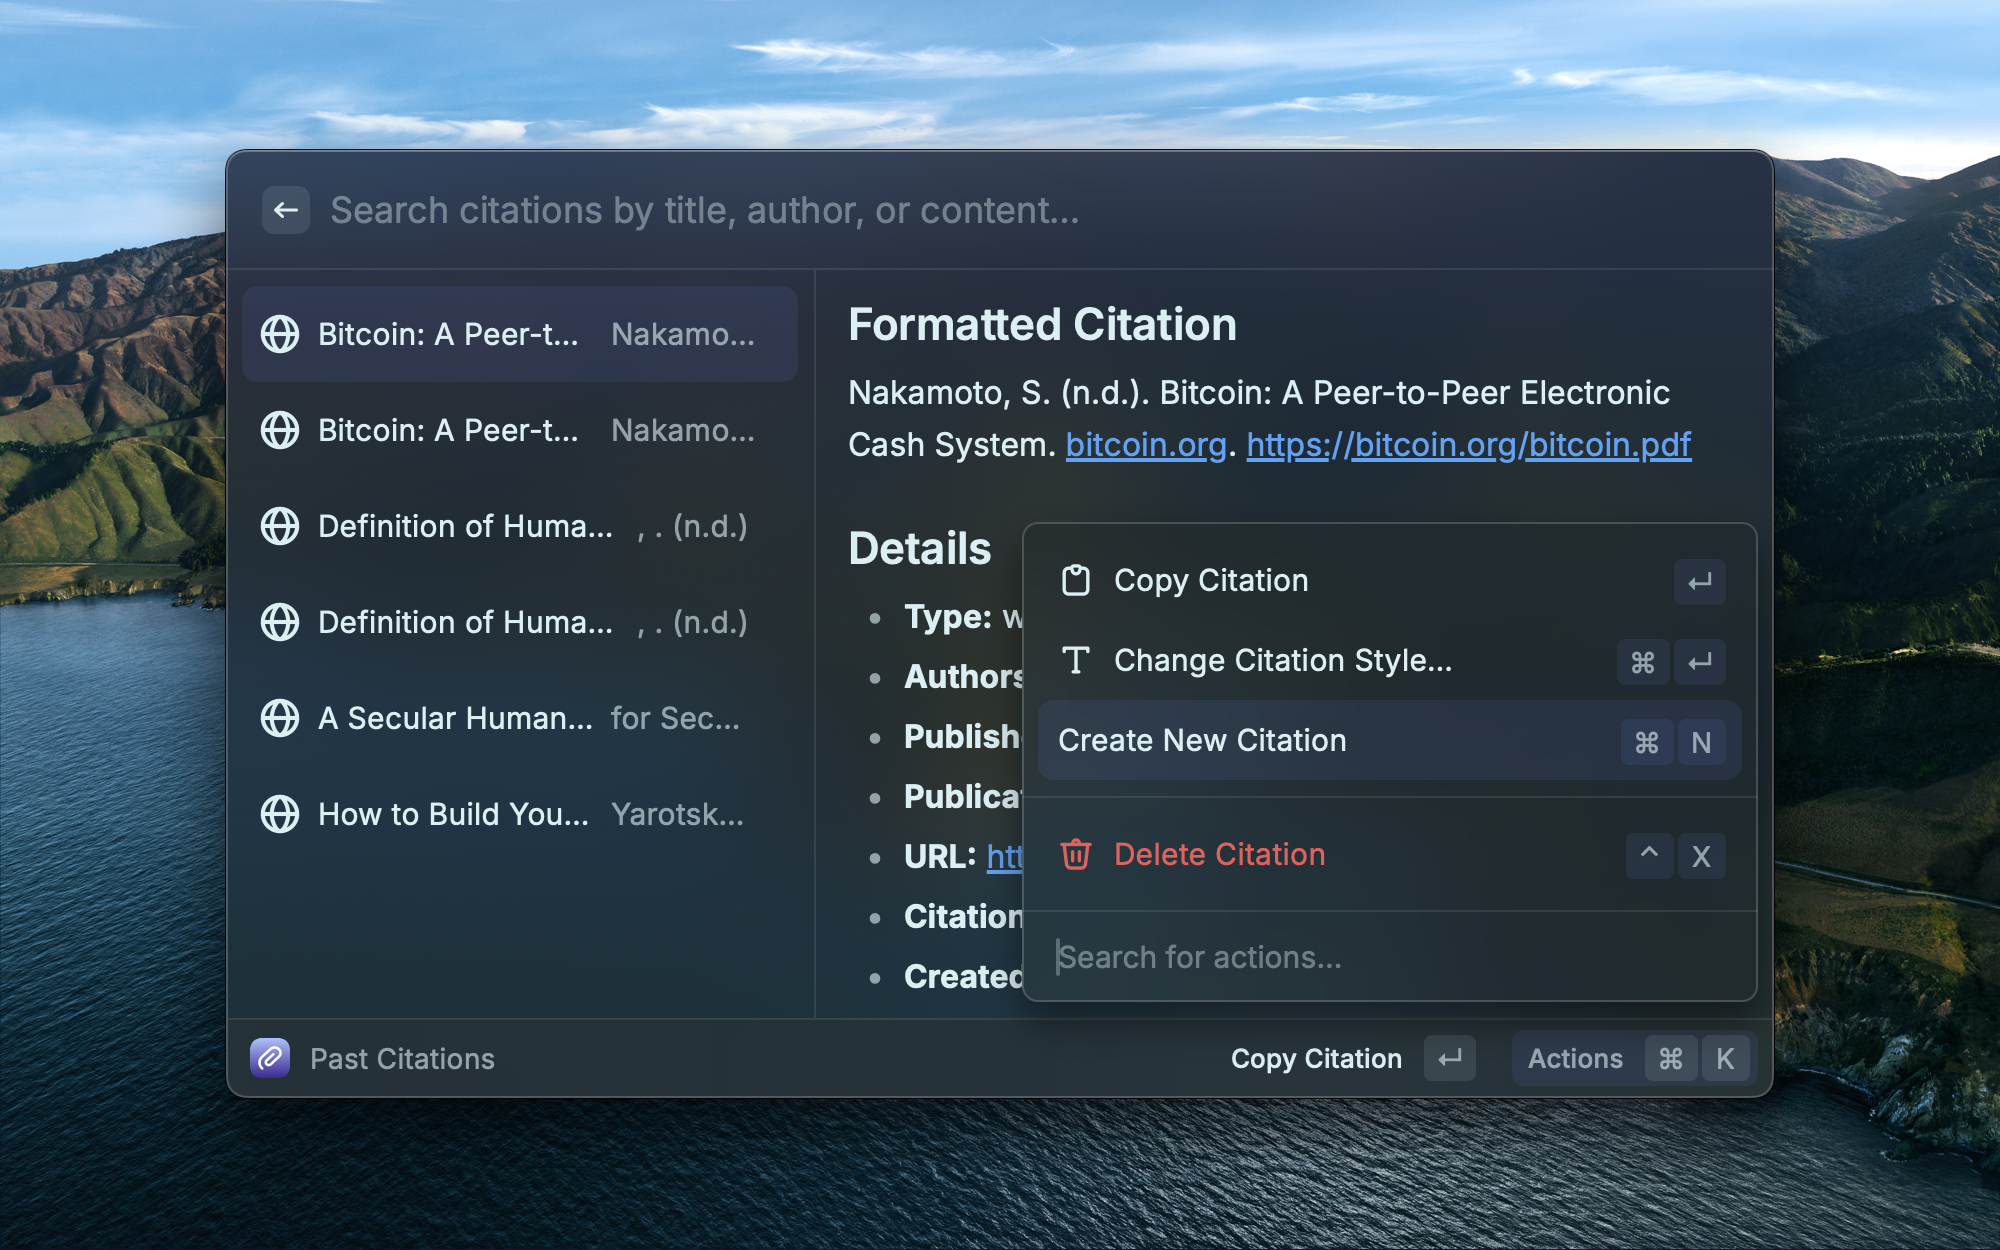 Search citations by title, author, or content...
Bitcoin: A Peer-t... Nakamo...
Bitcoin: A Peer-t... Nakamo...
Definition of Huma... , . (n.d.)
Definition of Huma... , . (n.d.)
A Secular Human... for Sec...
How to Build You... Yarotsk...
Formatted Citation
Nakamoto, S. (n.d.). Bitcoin: A Peer-to-Peer Electronic
Cash System. bitcoin.org. https://bitcoin.org/bitcoin.pdf
Details
Type:
Authors
Publish
Publica
URL: htt
Citation
Created
Copy Citation
Change Citation Style...
Create New Citation ⌘ N
Delete Citation ^ X
Search for actions...
Past Citations
Copy Citation
Actions ⌘ K